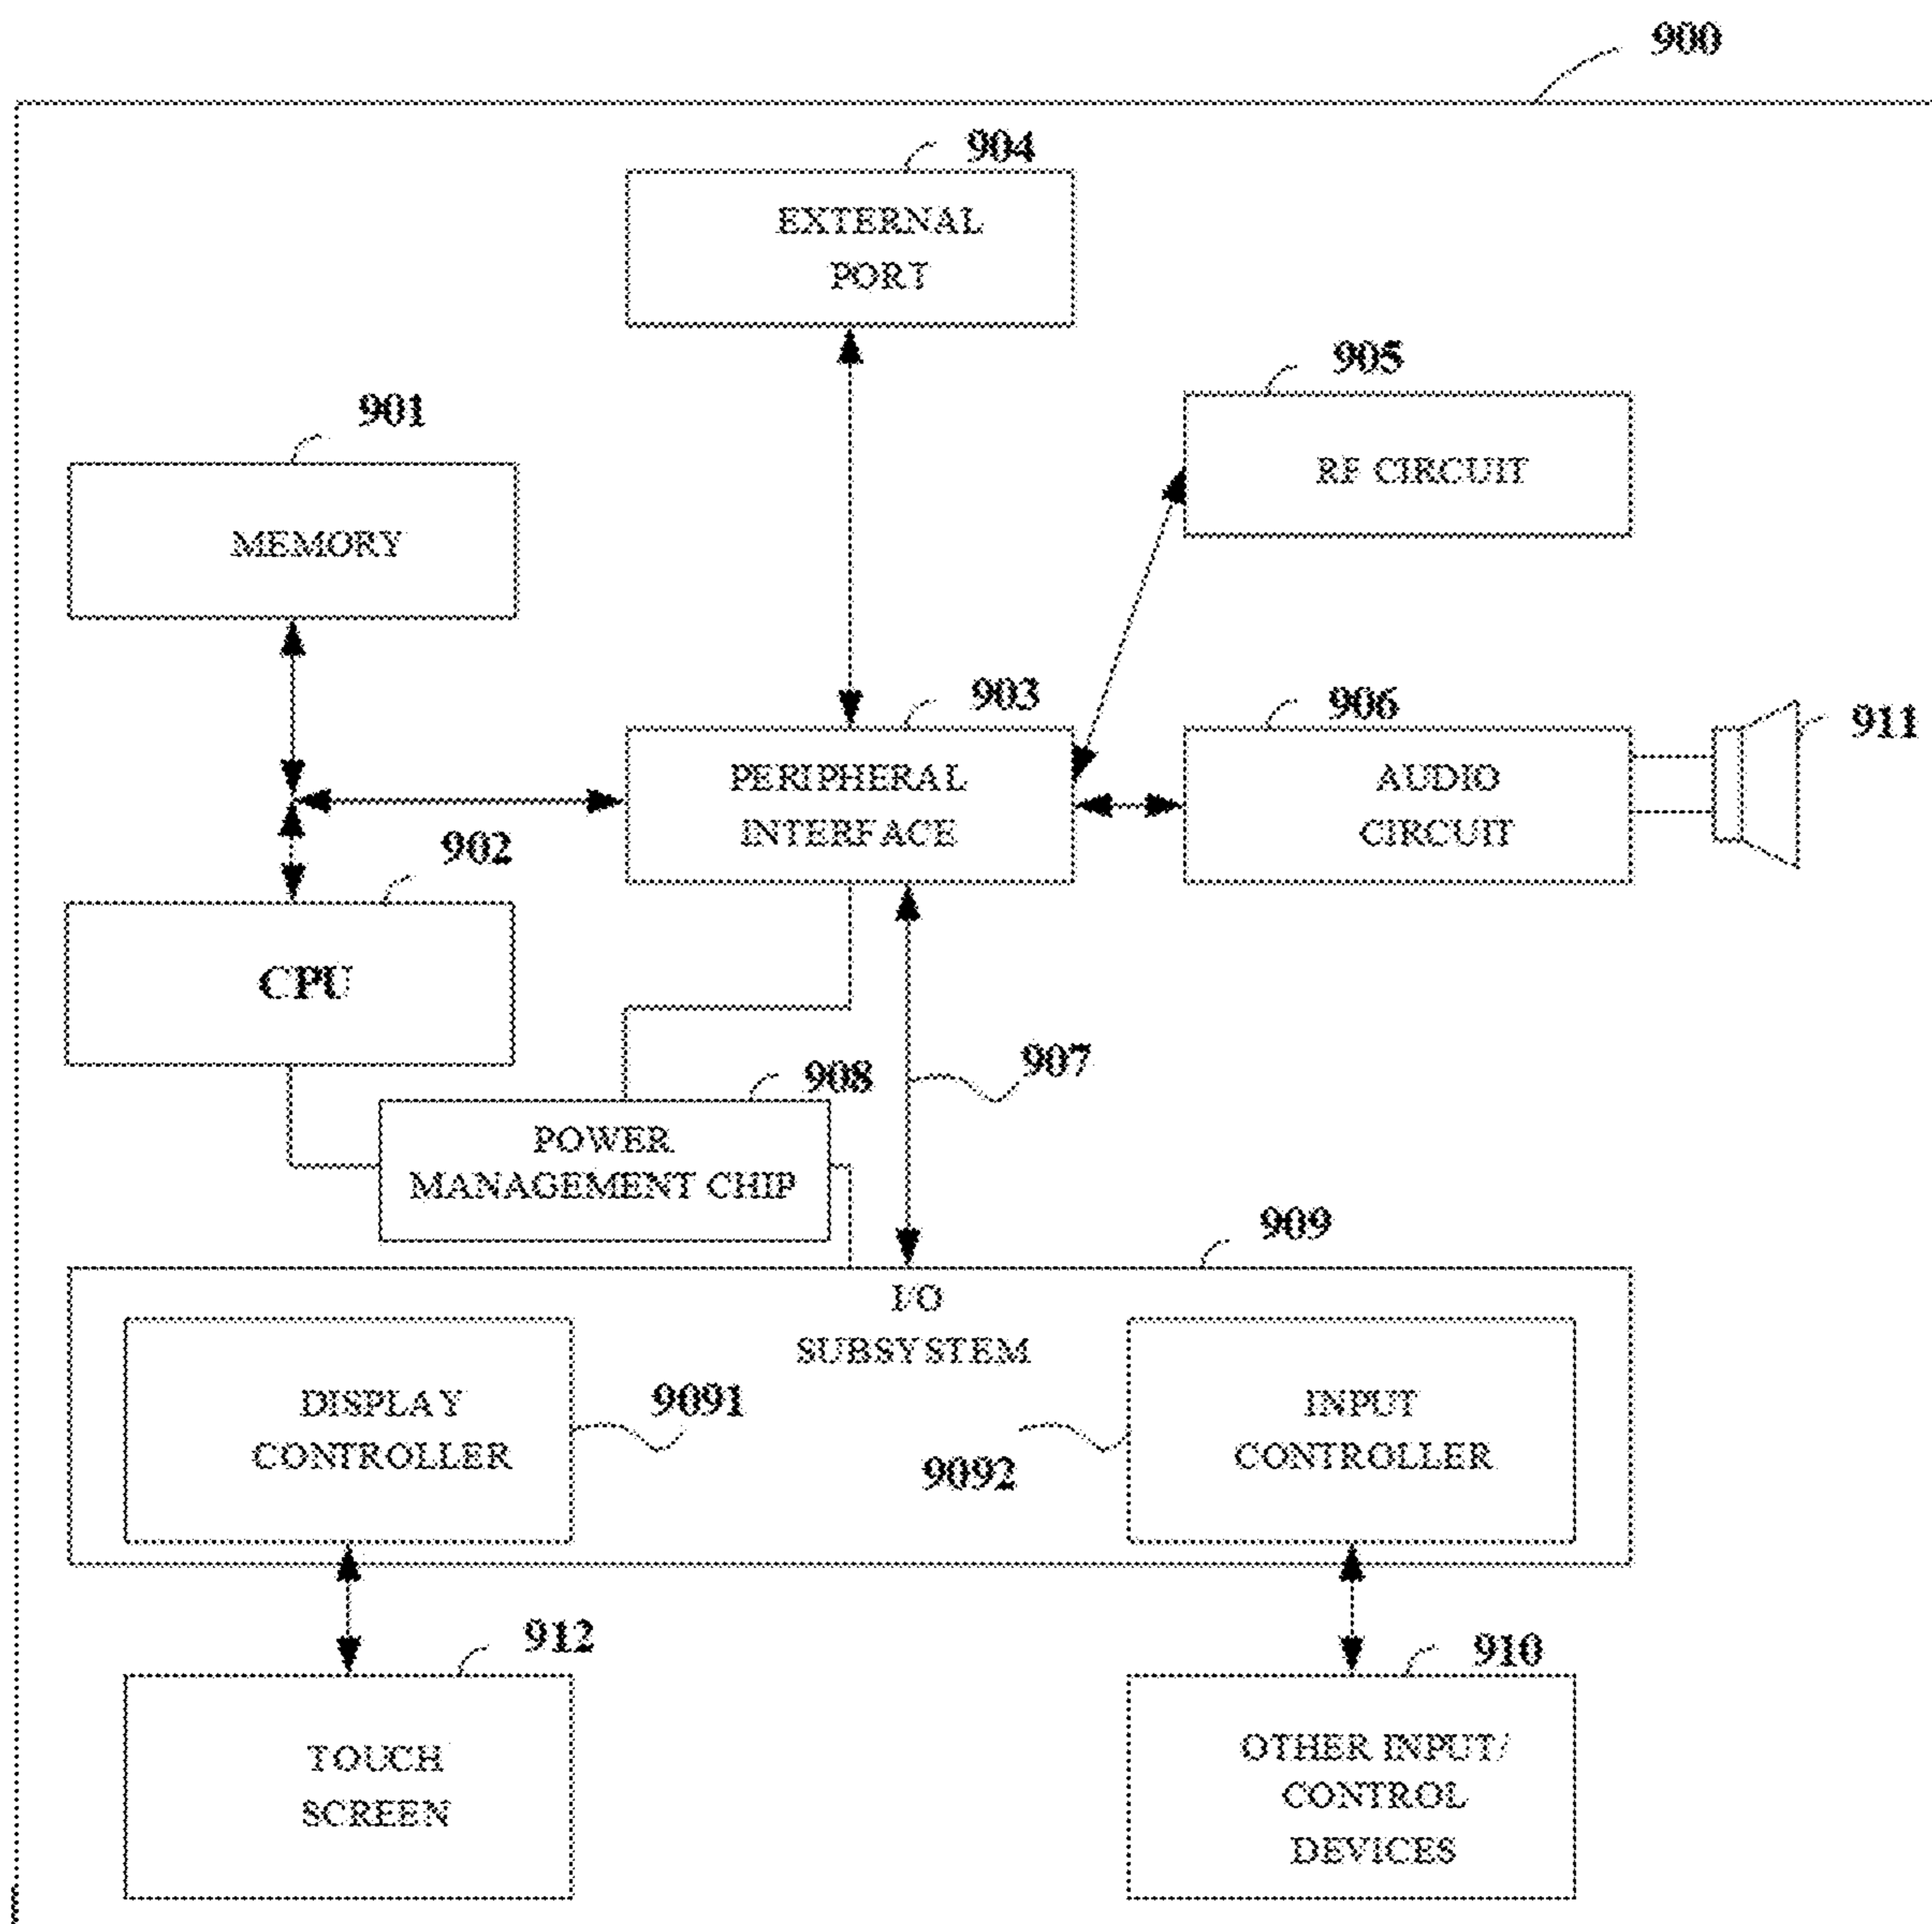 900
904
EXTERNAL
PORT
905
RF CIRCUIT
901
MEMORY
903
PERIPHERAL
INTERFACE
906
AUDIO
CIRCUIT
911
902
CPU
907
908
POWER
MANAGEMENT CHIP
909
I/O
SUBSYSTEM
DISPLAY
CONTROLLER
9091
9092
INPUT
CONTROLLER
912
TOUCH
SCREEN
910
OTHER INPUT/
CONTROL
DEVICES